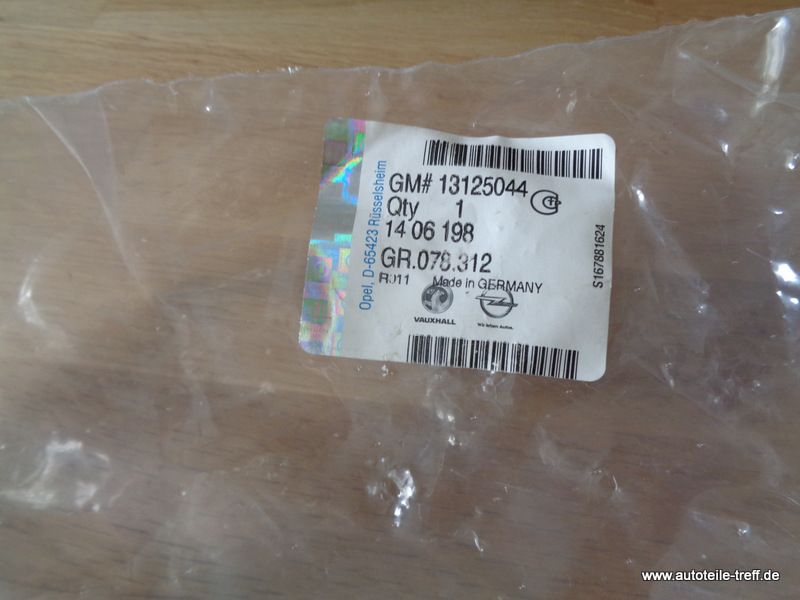 Opel, D-65423 Rüsselsheim
GM# 13125044
Qty 1
14 06 198
GR.078.312
R011 Made in GERMANY
VAUXHALL
Wir leben Autos.
S167881624
www.autoteile-treff.de